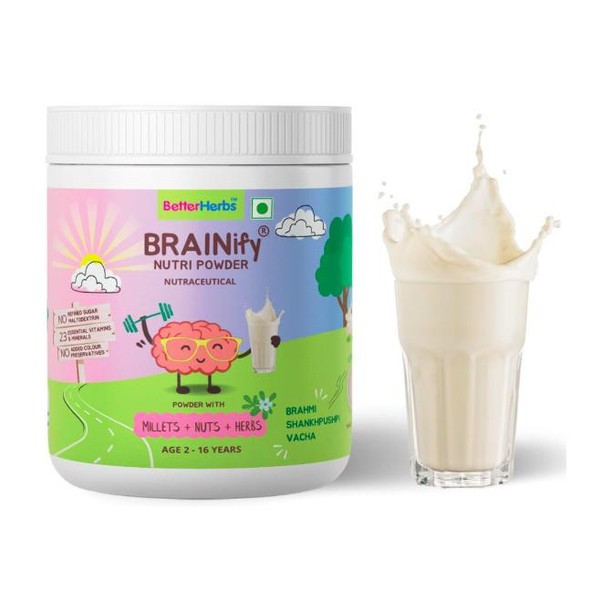 BetterHerbs™
BRAINify®
NUTRI POWDER
NUTRACEUTICAL
NO REFINED SUGAR
MALTODEXTRIN
23 ESSENTIAL VITAMINS
& MINERALS
NO ADDED COLOUR
PRESERVATIVES
POWDER WITH
MILLETS + NUTS + HERBS
AGE 2 - 16 YEARS
BRAHMI
SHANKHPUSHPI
VACHA